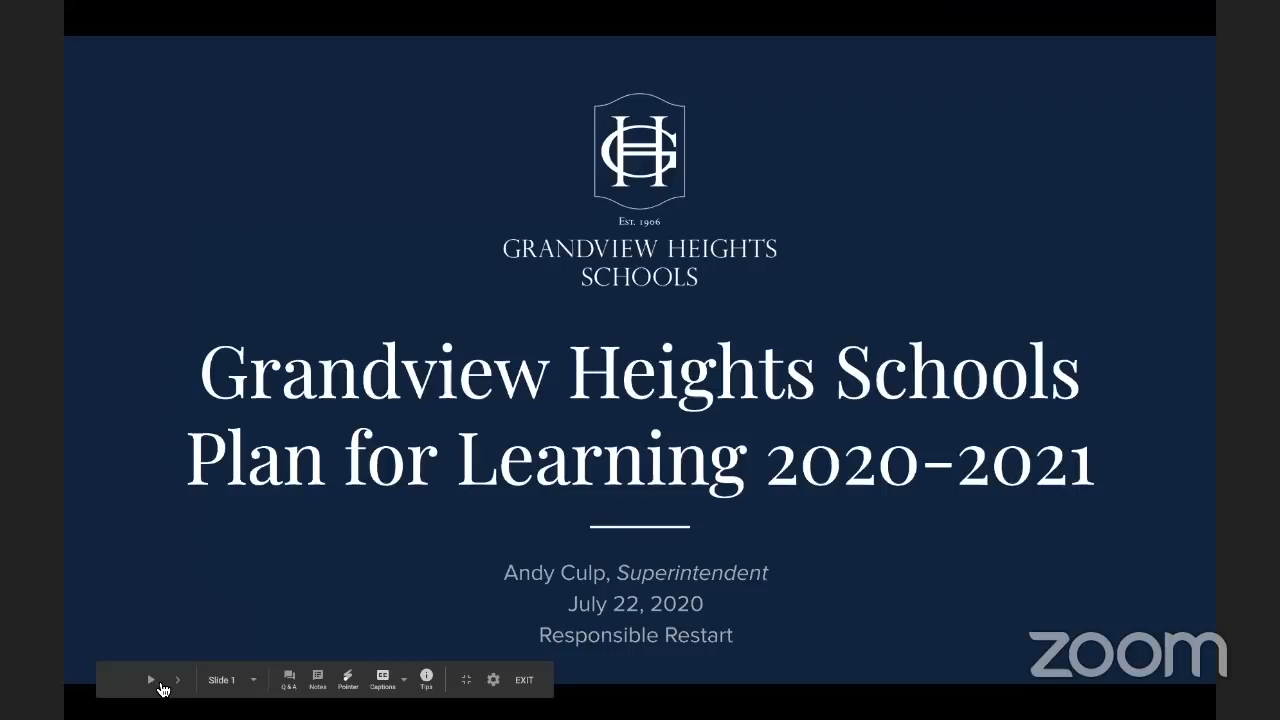 GH
Est. 1906
GRANDVIEW HEIGHTS
SCHOOLS
Grandview Heights Schools
Plan for Learning 2020-2021
Andy Culp, Superintendent
July 22, 2020
Responsible Restart
zoom
Slide 1
Q & A
Notes
Pointer
Captions
Tips
EXIT